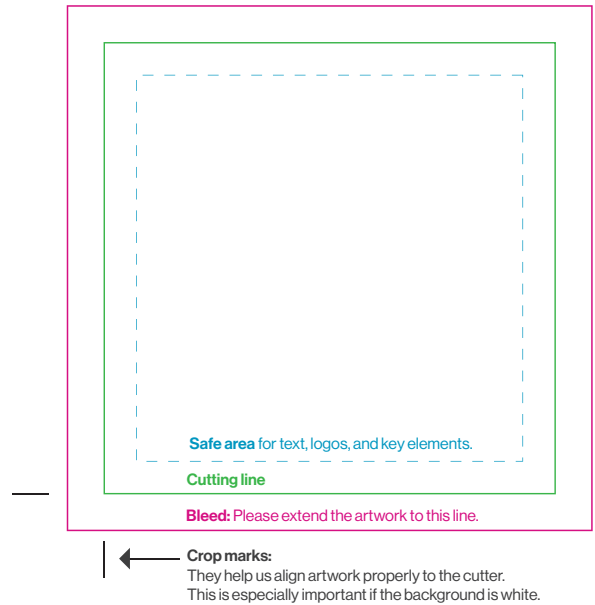 Safe area for text, logos, and key elements.
Cutting line
Bleed: Please extend the artwork to this line.
Crop marks:
They help us align artwork properly to the cutter.
This is especially important if the background is white.